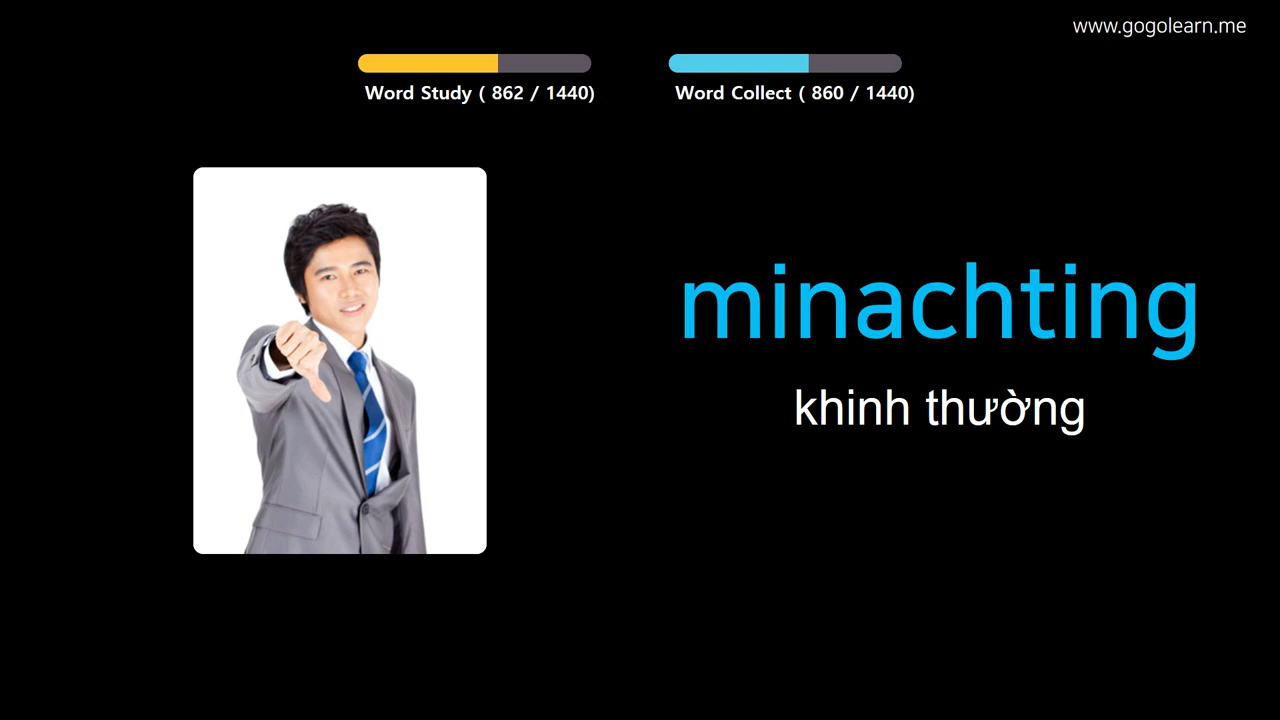 www.gogolearn.me
Word Study ( 862 / 1440)
Word Collect ( 860 / 1440)
minachting
khinh thường